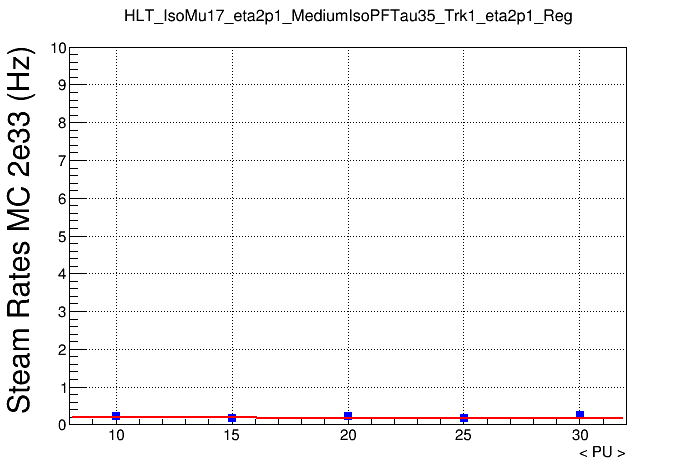 HLT_IsoMu17_eta2p1_MediumIsoPFTau35_Trk1_eta2p1_Reg
Steam Rates MC 2e33 (Hz)
10
9
8
7
6
5
4
3
2
1
0
10 15 20 25 30
< PU >